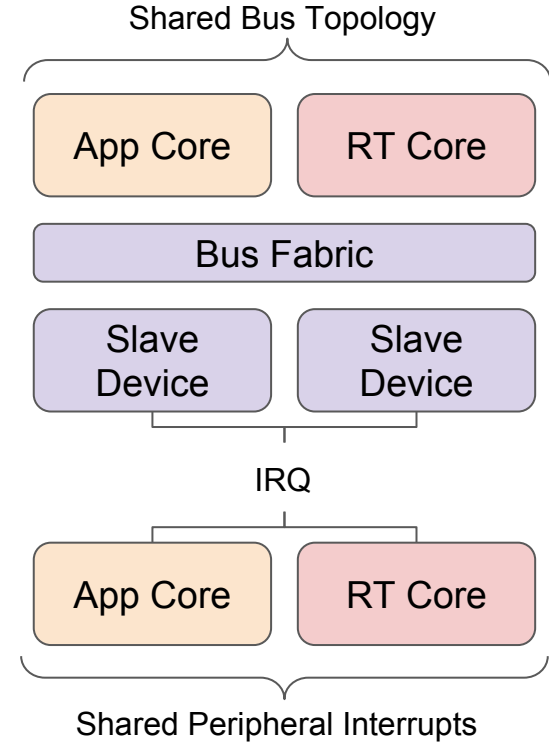 Shared Bus Topology
App Core
RT Core
Bus Fabric
Slave
Device
Slave
Device
IRQ
App Core
RT Core
Shared Peripheral Interrupts